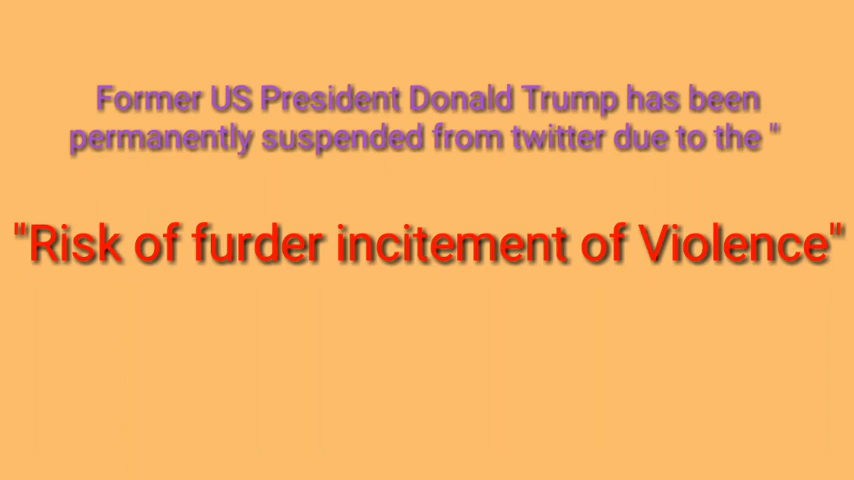 Former US President Donald Trump has been
permanently suspended from twitter due to the "
"Risk of furder incitement of Violence"